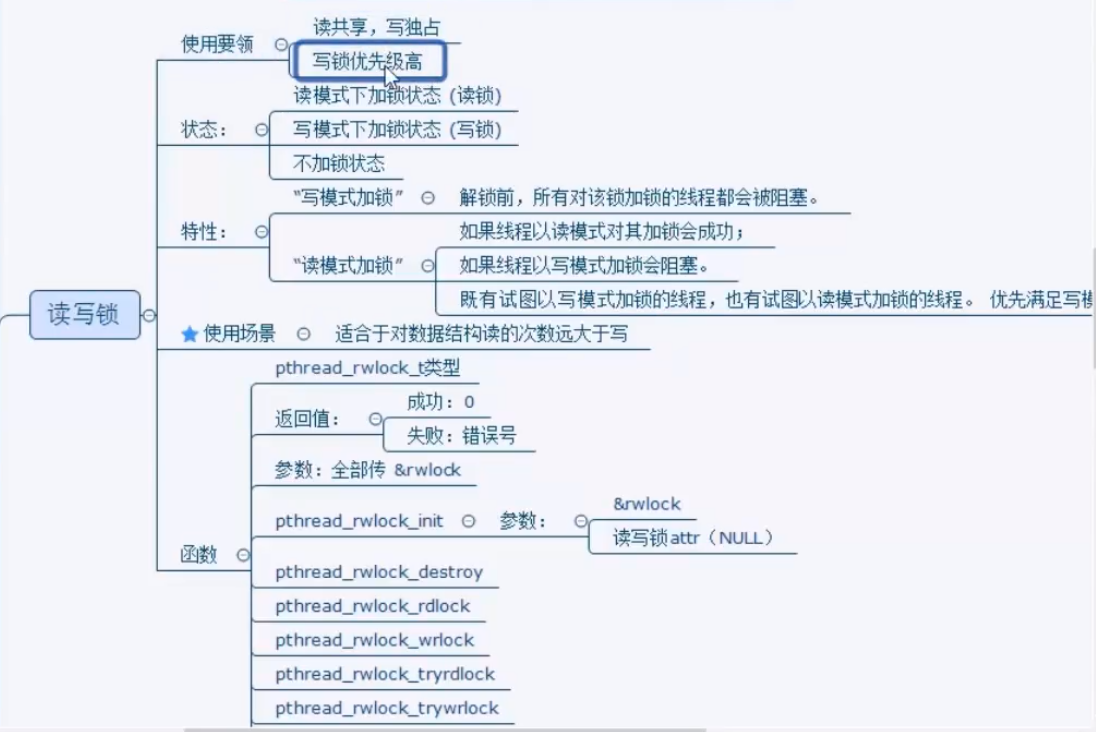 读共享，写独占
使用要领
写锁优先级高
读模式下加锁状态 (读锁)
状态：
写模式下加锁状态 (写锁)
不加锁状态
“写模式加锁” 解锁前，所有对该锁加锁的线程都会被阻塞。
特性：
如果线程以读模式对其加锁会成功；
“读模式加锁” 如果线程以写模式加锁会阻塞。
既有试图以写模式加锁的线程，也有试图以读模式加锁的线程。 优先满足写模
读写锁
使用场景 适合于对数据结构读的次数远大于写
pthread_rwlock_t类型
成功：0
返回值：
失败：错误号
参数：全部传 &rwlock
&rwlock
pthread_rwlock_init 参数：
读写锁attr（NULL）
函数
pthread_rwlock_destroy
pthread_rwlock_rdlock
pthread_rwlock_wrlock
pthread_rwlock_tryrdlock
pthread_rwlock_trywrlock